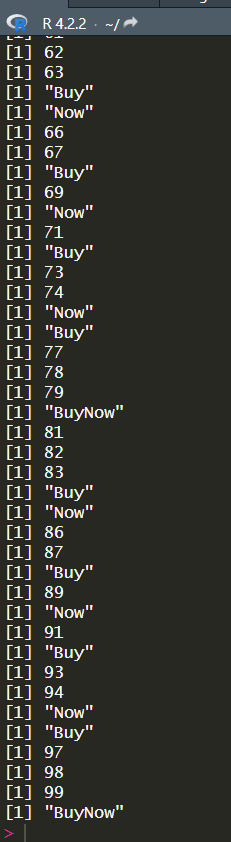 R 4.2.2 · ~/
[1] 62
[1] 63
[1] "Buy"
[1] "Now"
[1] 66
[1] 67
[1] "Buy"
[1] 69
[1] "Now"
[1] 71
[1] "Buy"
[1] 73
[1] 74
[1] "Now"
[1] "Buy"
[1] 77
[1] 78
[1] 79
[1] "BuyNow"
[1] 81
[1] 82
[1] 83
[1] "Buy"
[1] "Now"
[1] 86
[1] 87
[1] "Buy"
[1] 89
[1] "Now"
[1] 91
[1] "Buy"
[1] 93
[1] 94
[1] "Now"
[1] "Buy"
[1] 97
[1] 98
[1] 99
[1] "BuyNow"
>